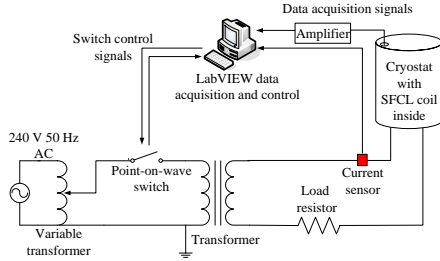 Data acquisition signals
Switch control
signals
Amplifier
LabVIEW data
acquisition and control
Cryostat
with
SFCL coil
inside
240 V 50 Hz
AC
Point-on-wave
switch
Current
sensor
Load
resistor
Variable
transformer
Transformer